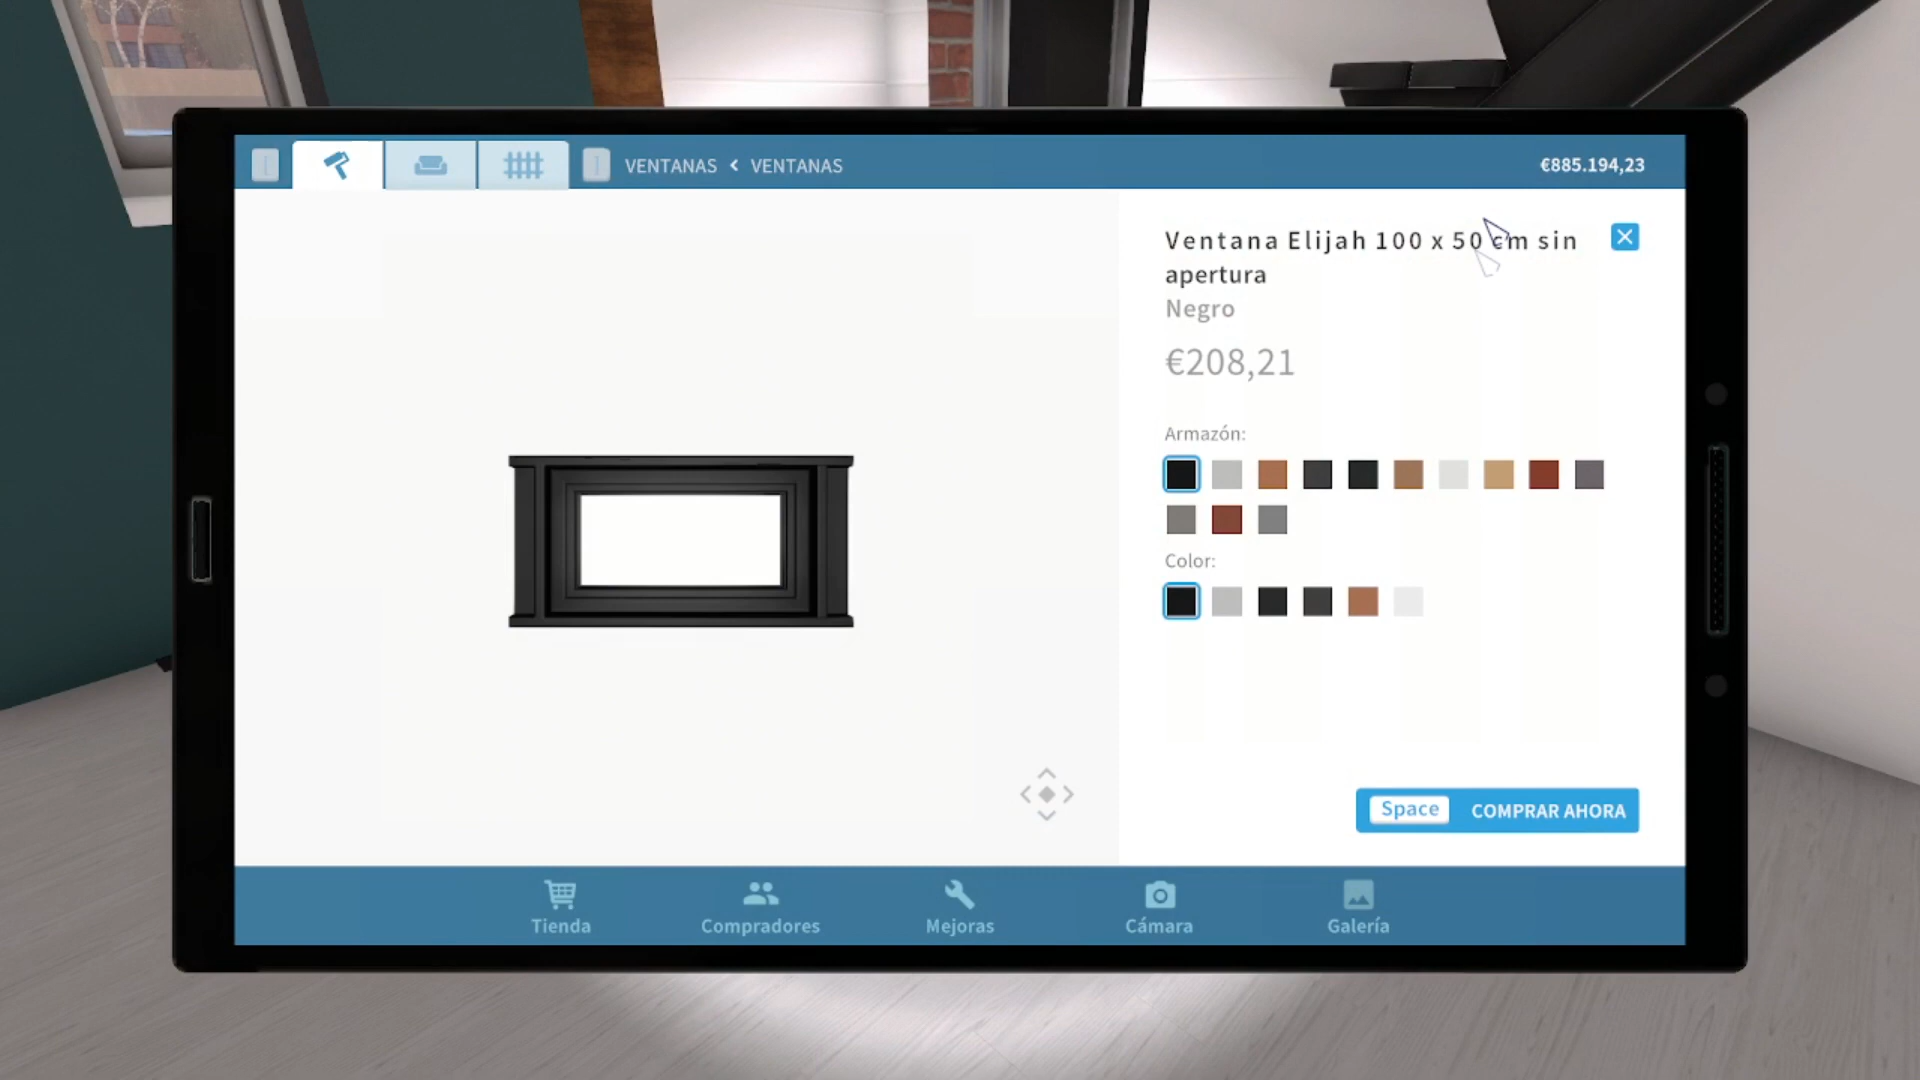 VENTANAS < VENTANAS
€885.194,23
Ventana Elijah 100 x 50 cm sin
apertura
Negro
€208,21
Armazón:
Color:
Space COMPRAR AHORA
Tienda
Compradores
Mejoras
Cámara
Galería